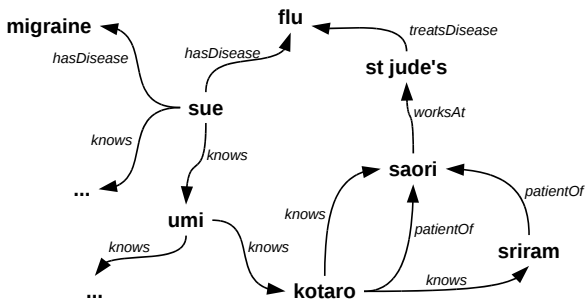 flu
migraine
treatsDisease
hasDisease
hasDisease
st jude's
sue
worksAt
knows
knows
saori
...
patientOf
umi
knows
patientOf
knows
knows
sriram
knows
...
kotaro